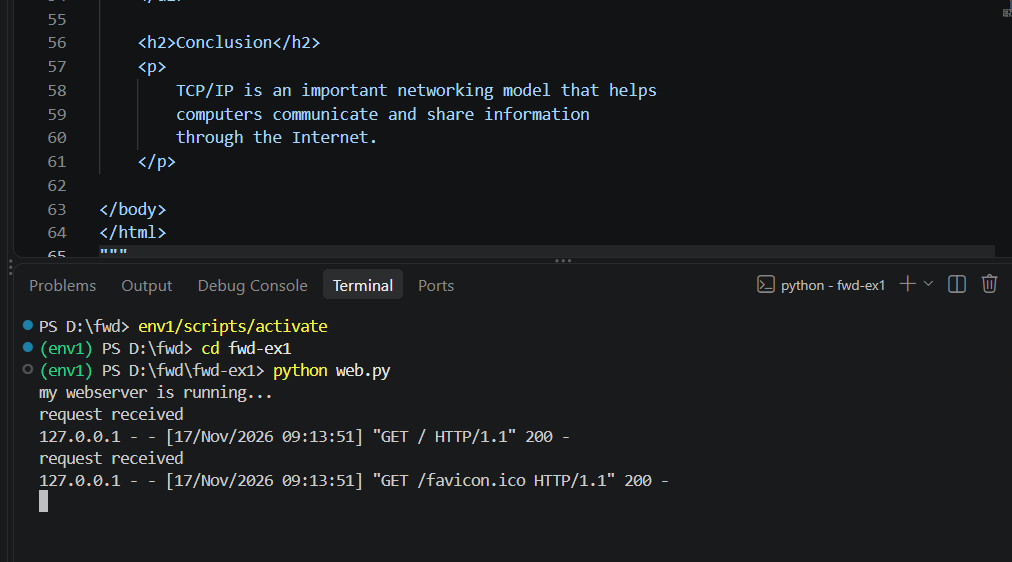 55
56 <h2>Conclusion</h2>
57 <p>
58 TCP/IP is an important networking model that helps
59 computers communicate and share information
60 through the Internet.
61 </p>
62
63 </body>
64 </html>
65 """
Problems Output Debug Console Terminal Ports python - fwd-ex1
PS D:\fwd> env1/scripts/activate
(env1) PS D:\fwd> cd fwd-ex1
(env1) PS D:\fwd\fwd-ex1> python web.py
my webserver is running...
request received
127.0.0.1 - - [17/Nov/2026 09:13:51] "GET / HTTP/1.1" 200 -
request received
127.0.0.1 - - [17/Nov/2026 09:13:51] "GET /favicon.ico HTTP/1.1" 200 -